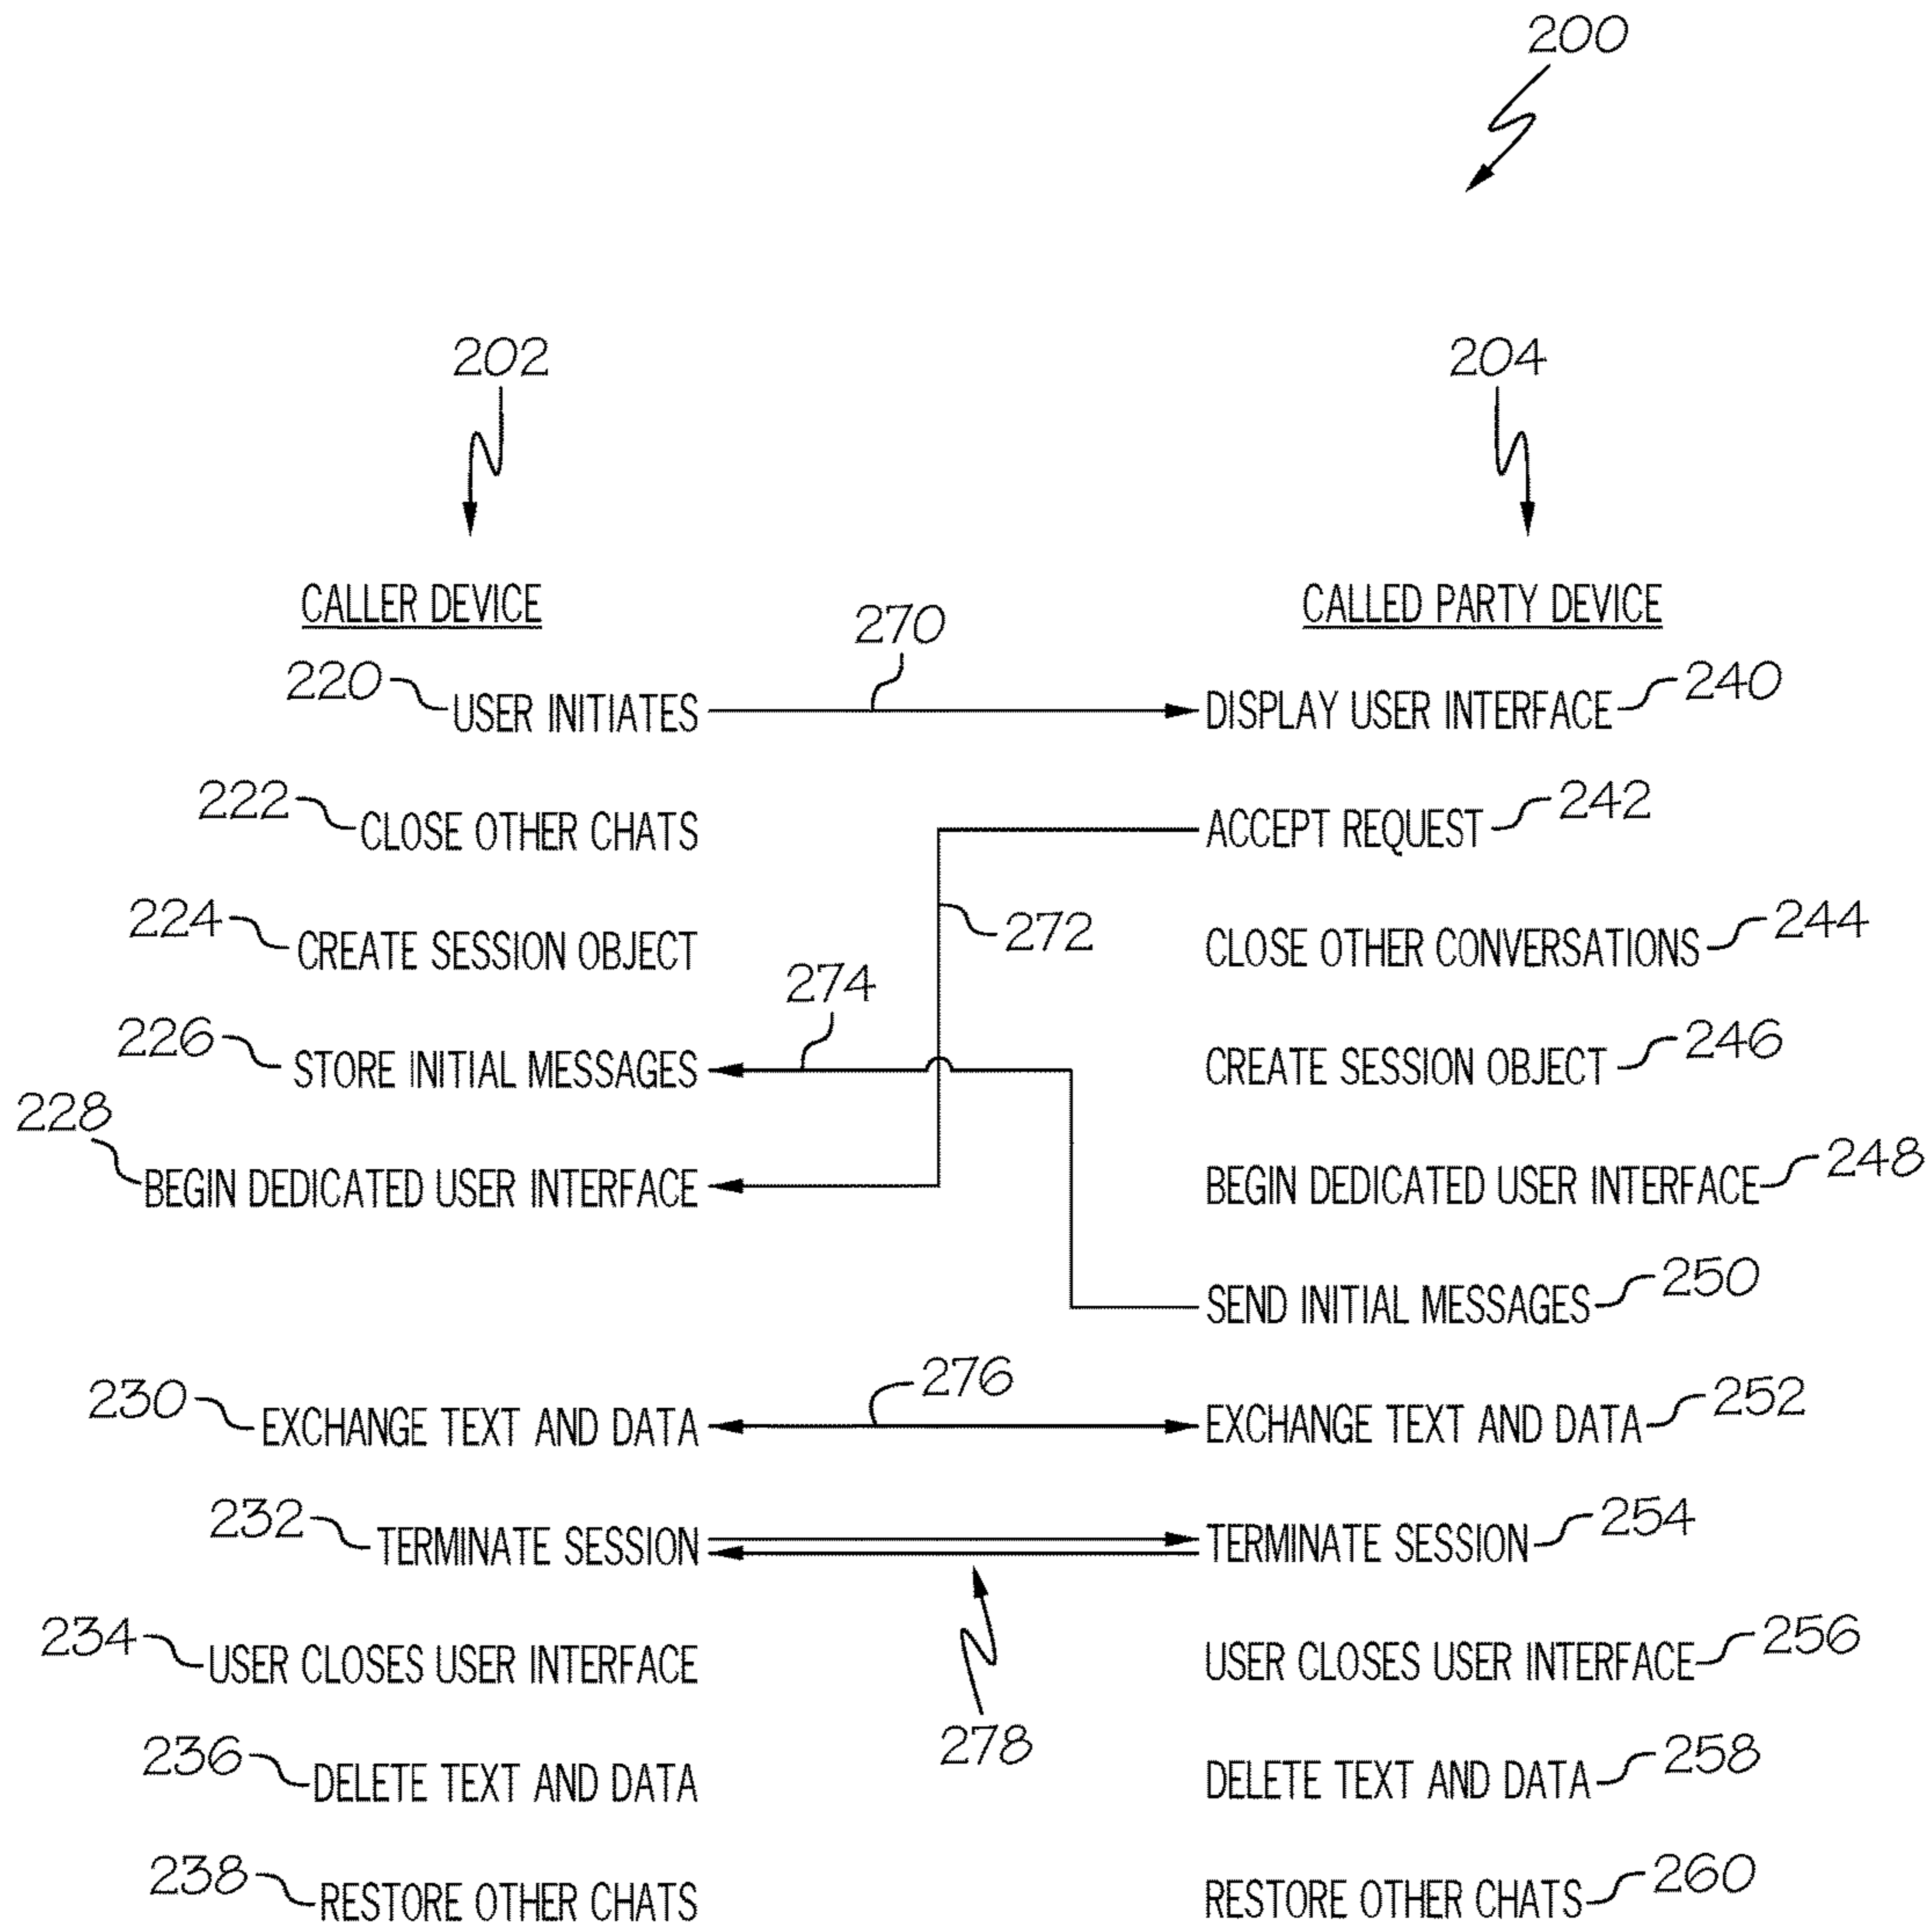 200
202 204
CALLER DEVICE CALLED PARTY DEVICE
220 USER INITIATES 270 DISPLAY USER INTERFACE 240
222 CLOSE OTHER CHATS ACCEPT REQUEST 242
224 CREATE SESSION OBJECT 272 CLOSE OTHER CONVERSATIONS 244
226 STORE INITIAL MESSAGES 274 CREATE SESSION OBJECT 246
228 BEGIN DEDICATED USER INTERFACE BEGIN DEDICATED USER INTERFACE 248
SEND INITIAL MESSAGES 250
230 EXCHANGE TEXT AND DATA 276 EXCHANGE TEXT AND DATA 252
232 TERMINATE SESSION TERMINATE SESSION 254
234 USER CLOSES USER INTERFACE 278 USER CLOSES USER INTERFACE 256
236 DELETE TEXT AND DATA DELETE TEXT AND DATA 258
238 RESTORE OTHER CHATS RESTORE OTHER CHATS 260